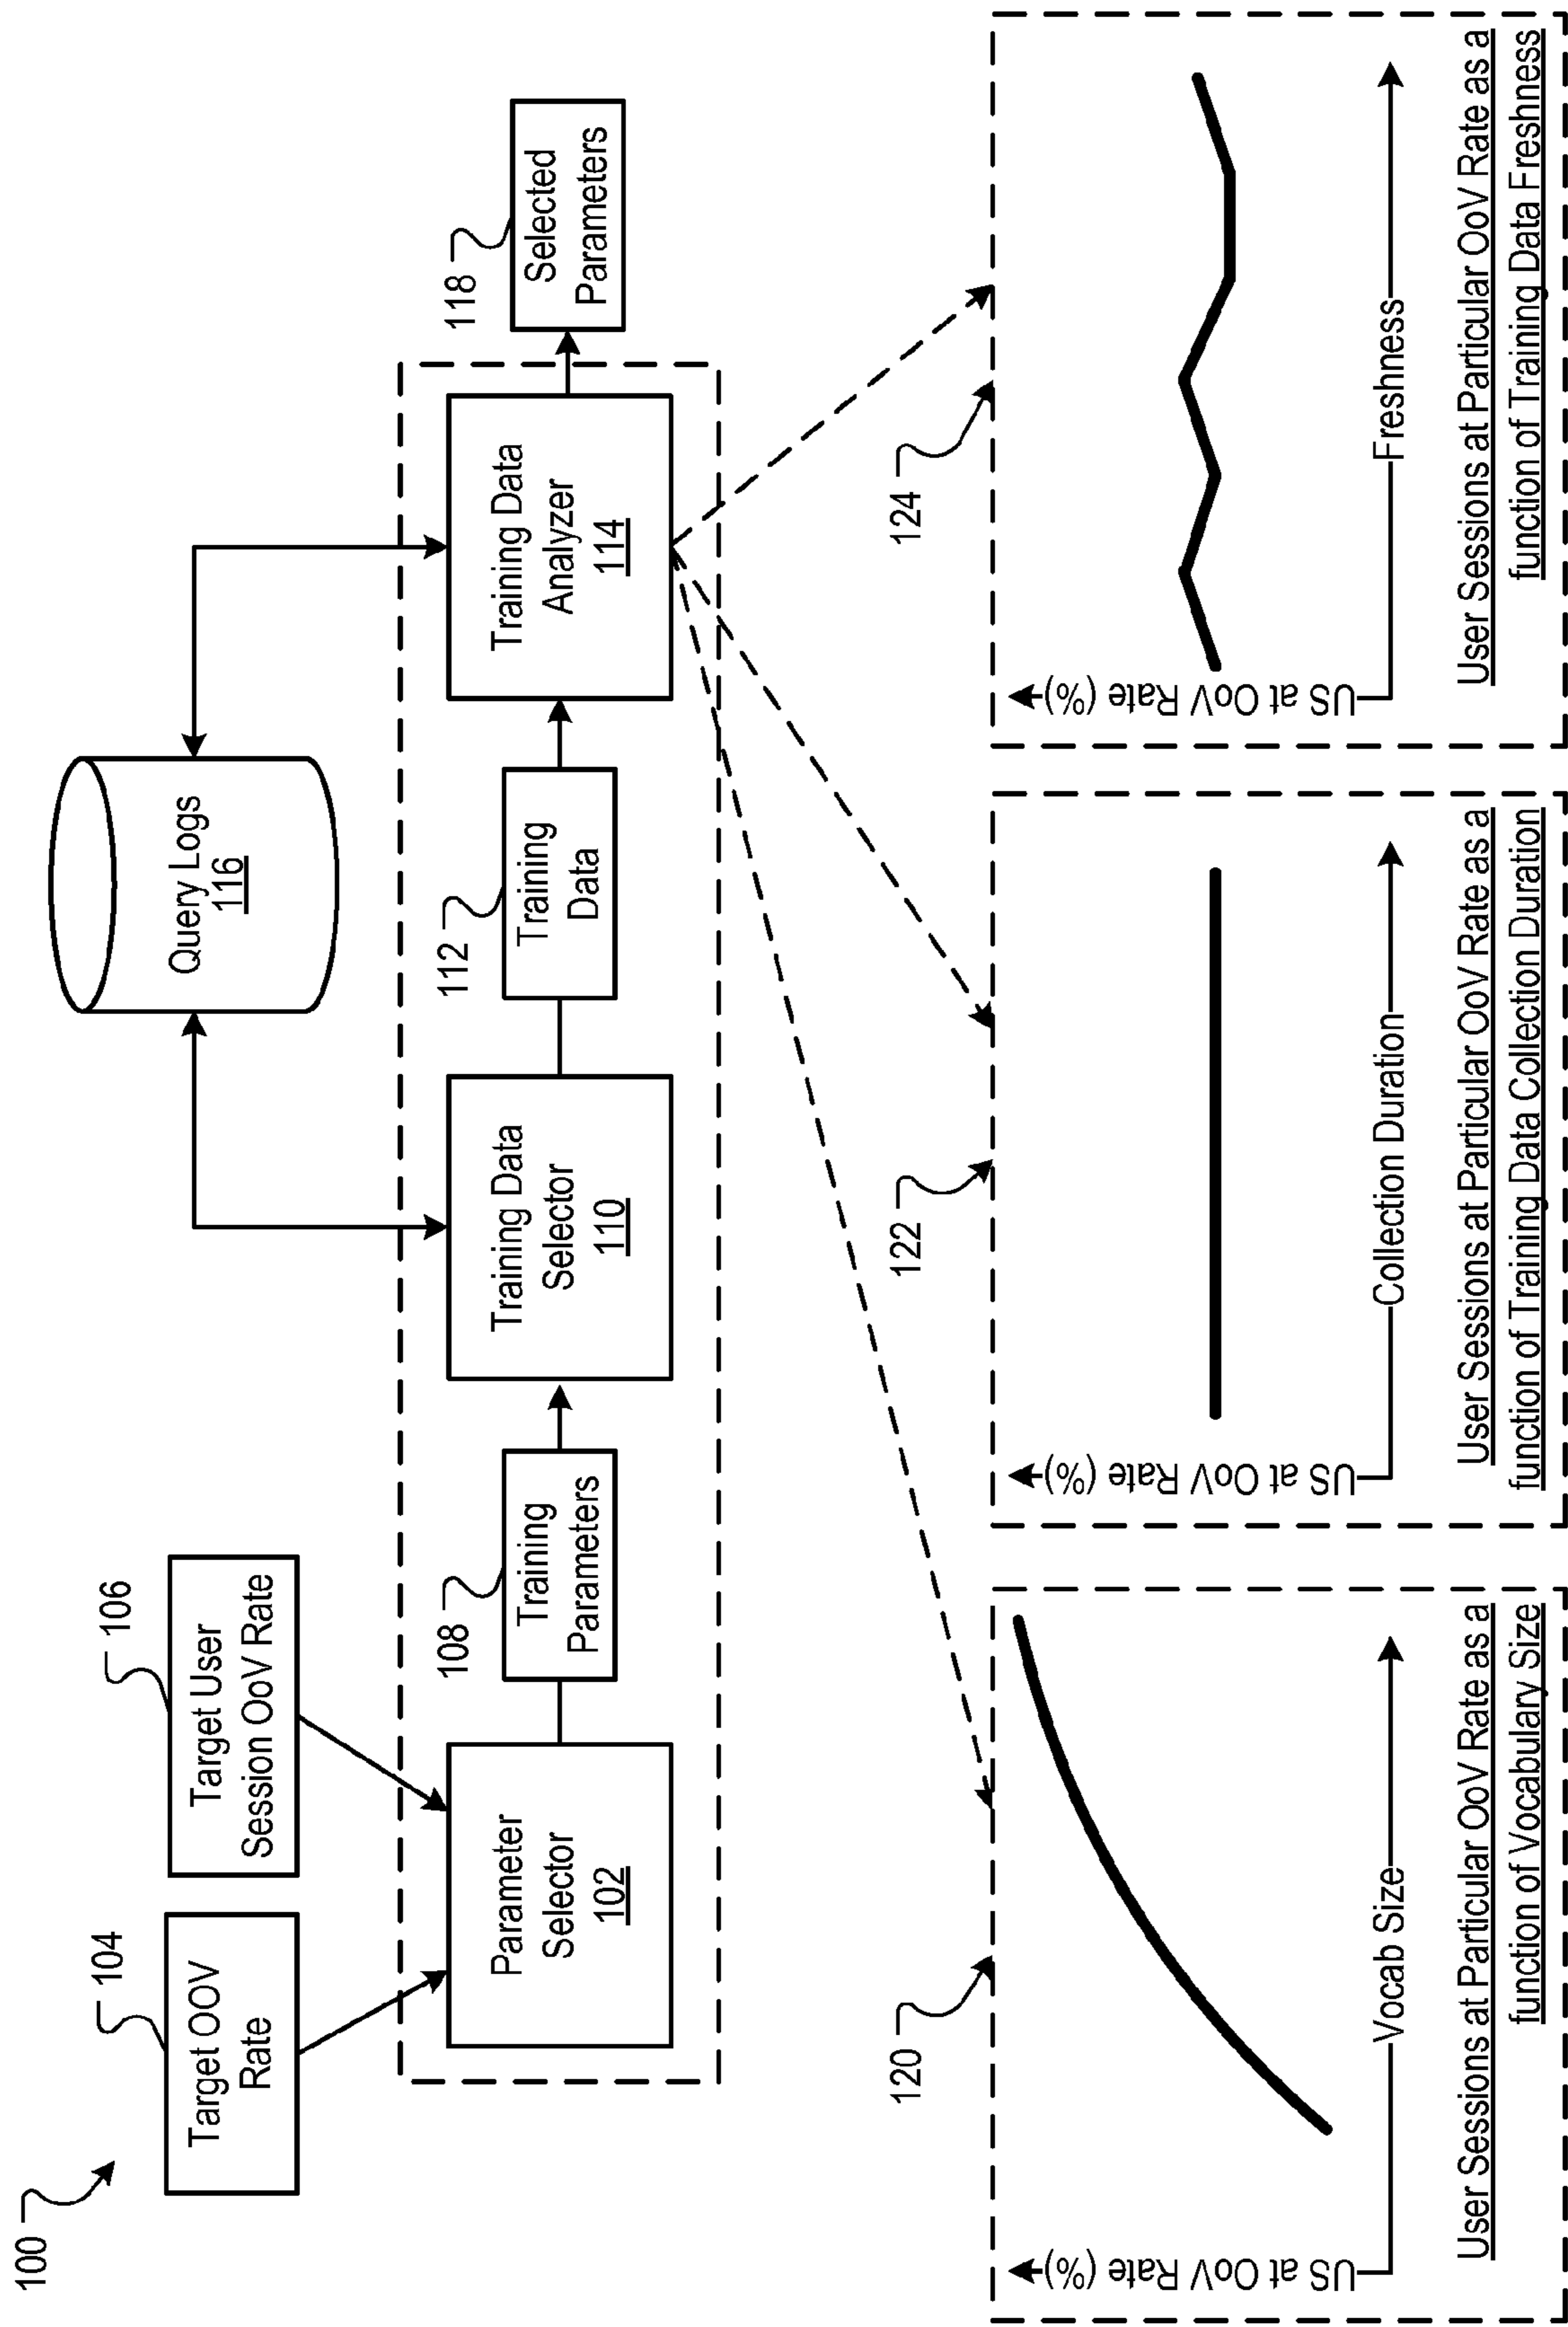 100
104
Target OOV
Rate
106
Target User
Session OoV Rate
Query Logs
116
Parameter
Selector
102
108
Training
Parameters
Training Data
Selector
110
112
Training
Data
Training Data
Analyzer
114
118
Selected
Parameters
120
US at OoV Rate (%)
Vocab Size
User Sessions at Particular OoV Rate as a
function of Vocabulary Size
122
US at OoV Rate (%)
Collection Duration
User Sessions at Particular OoV Rate as a
function of Training Data Collection Duration
124
US at OoV Rate (%)
Freshness
User Sessions at Particular OoV Rate as a
function of Training Data Freshness